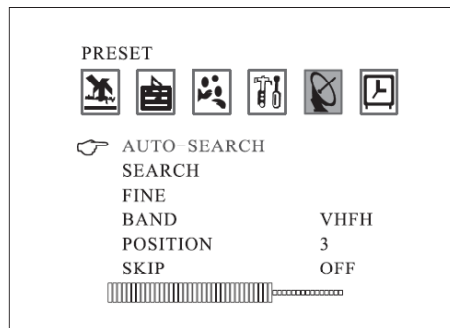 PRESET
AUTO-SEARCH
SEARCH
FINE
BAND VHFH
POSITION 3
SKIP OFF